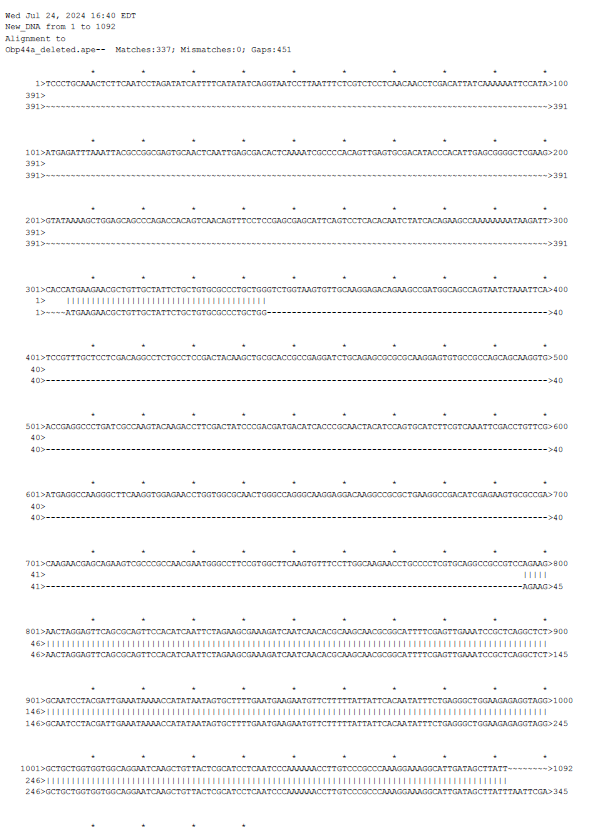 Wed Jul 24, 2024 16:40 EDT
New_DNA from 1 to 1092
Alignment to
Obp44a_deleted.ape-- Matches:337; Mismatches:0; Gaps:451
* * * * * * * * * *
1>TCCCTGCAAACTCTTCAATCCTAGATATCATTTTCATATATCAGGTAATCCTTAATTTCTCGTCTCCTCAACAACCTCGACATTATCAAAAAATTCCATA>100
391>
391>~~~~~~~~~~~~~~~~~~~~~~~~~~~~~~~~~~~~~~~~~~~~~~~~~~~~~~~~~~~~~~~~~~~~~~~~~~~~~~~~~~~~~~~~~~~~~~~~~~~~>391
* * * * * * * * * *
101>ATGAGATTTAAATTACGCCGGCGAGTGCAACTCAATTGAGCGACACTCAAAATCGCCCCACAGTTGAGTGCGACATACCCACATTGAGCGGGGCTCGAAG>200
391>
391>~~~~~~~~~~~~~~~~~~~~~~~~~~~~~~~~~~~~~~~~~~~~~~~~~~~~~~~~~~~~~~~~~~~~~~~~~~~~~~~~~~~~~~~~~~~~~~~~~~~~>391
* * * * * * * * * *
201>GTATAAAAGCTGGAGCAGCCCAGACCACAGTCAACAGTTTCCTCCGAGCGAGCATTCAGTCCTCACACAATCTATCACAGAAGCCAAAAAAAATAAGATT>300
391>
391>~~~~~~~~~~~~~~~~~~~~~~~~~~~~~~~~~~~~~~~~~~~~~~~~~~~~~~~~~~~~~~~~~~~~~~~~~~~~~~~~~~~~~~~~~~~~~~~~~~~~>391
* * * * * * * * * *
301>CACCATGAAGAACGCTGTTGCTATTCTGCTGTGCGCCCTGCTGGGTCTGGTAAGTGTTGCAAGGAGACAGAAGCCGATGGCAGCCAGTAATCTAAATTCA>400
1> ||||||||||||||||||||||||||||||||||||||||
1>~~~~ATGAAGAACGCTGTTGCTATTCTGCTGTGCGCCCTGCTGG--------------------------------------------------------->40
* * * * * * * * * *
401>TCCGTTTGCTCCTCGACAGGCCTCTGCCTCCGACTACAAGCTGCGCACCGCCGAGGATCTGCAGAGCGCGCGCAAGGAGTGTGCCGCCAGCAGCAAGGTG>500
40>
40>---------------------------------------------------------------------------------------------------->40
* * * * * * * * * *
501>ACCGAGGCCCTGATCGCCAAGTACAAGACCTTCGACTATCCCGACGATGACATCACCCGCAACTACATCCAGTGCATCTTCGTCAAATTCGACCTGTTCG>600
40>
40>---------------------------------------------------------------------------------------------------->40
* * * * * * * * * *
601>ATGAGGCCAAGGGCTTCAAGGTGGAGAACCTGGTGGCGCAACTGGGCCAGGGCAAGGAGGACAAGGCCGCGCTGAAGGCCGACATCGAGAAGTGCGCCGA>700
40>
40>---------------------------------------------------------------------------------------------------->40
* * * * * * * * * *
701>CAAGAACGAGCAGAAGTCGCCCGCCAACGAATGGGCCTTCCGTGGCTTCAAGTGTTTCCTTGGCAAGAACCTGCCCCTCGTGCAGGCCGCCGTCCAGAAG>800
41> |||||
41>-----------------------------------------------------------------------------------------------AGAAG>45
* * * * * * * * * *
801>AACTAGGAGTTCAGCGCAGTTCCACATCAATTCTAGAAGCGAAAGATCAATCAACACGCAAGCAACGCGGCATTTTCGAGTTGAAATCCGCTCAGGCTCT>900
46>||||||||||||||||||||||||||||||||||||||||||||||||||||||||||||||||||||||||||||||||||||||||||||||||||||
46>AACTAGGAGTTCAGCGCAGTTCCACATCAATTCTAGAAGCGAAAGATCAATCAACACGCAAGCAACGCGGCATTTTCGAGTTGAAATCCGCTCAGGCTCT>145
* * * * * * * * * *
901>GCAATCCTACGATTGAAATAAAACCATATAATAGTGCTTTTGAATGAAGAATGTTCTTTTTATTATTCACAATATTTCTGAGGGCTGGAAGAGAGGTAGG>1000
146>||||||||||||||||||||||||||||||||||||||||||||||||||||||||||||||||||||||||||||||||||||||||||||||||||||
146>GCAATCCTACGATTGAAATAAAACCATATAATAGTGCTTTTGAATGAAGAATGTTCTTTTTATTATTCACAATATTTCTGAGGGCTGGAAGAGAGGTAGG>245
* * * * * * * * * *
1001>GCTGCTGGTGGTGGCAGGAATCAAGCTGTTACTCGCATCCTCAATCCCAAAAAACCTTGTCCCGCCCAAAGGAAAGGCATTGATAGCTTATT~~~~~~~~>1092
246>||||||||||||||||||||||||||||||||||||||||||||||||||||||||||||||||||||||||||||||||||||||||||||
246>GCTGCTGGTGGTGGCAGGAATCAAGCTGTTACTCGCATCCTCAATCCCAAAAAACCTTGTCCCGCCCAAAGGAAAGGCATTGATAGCTTATTTAATTCGA>345
* * * *